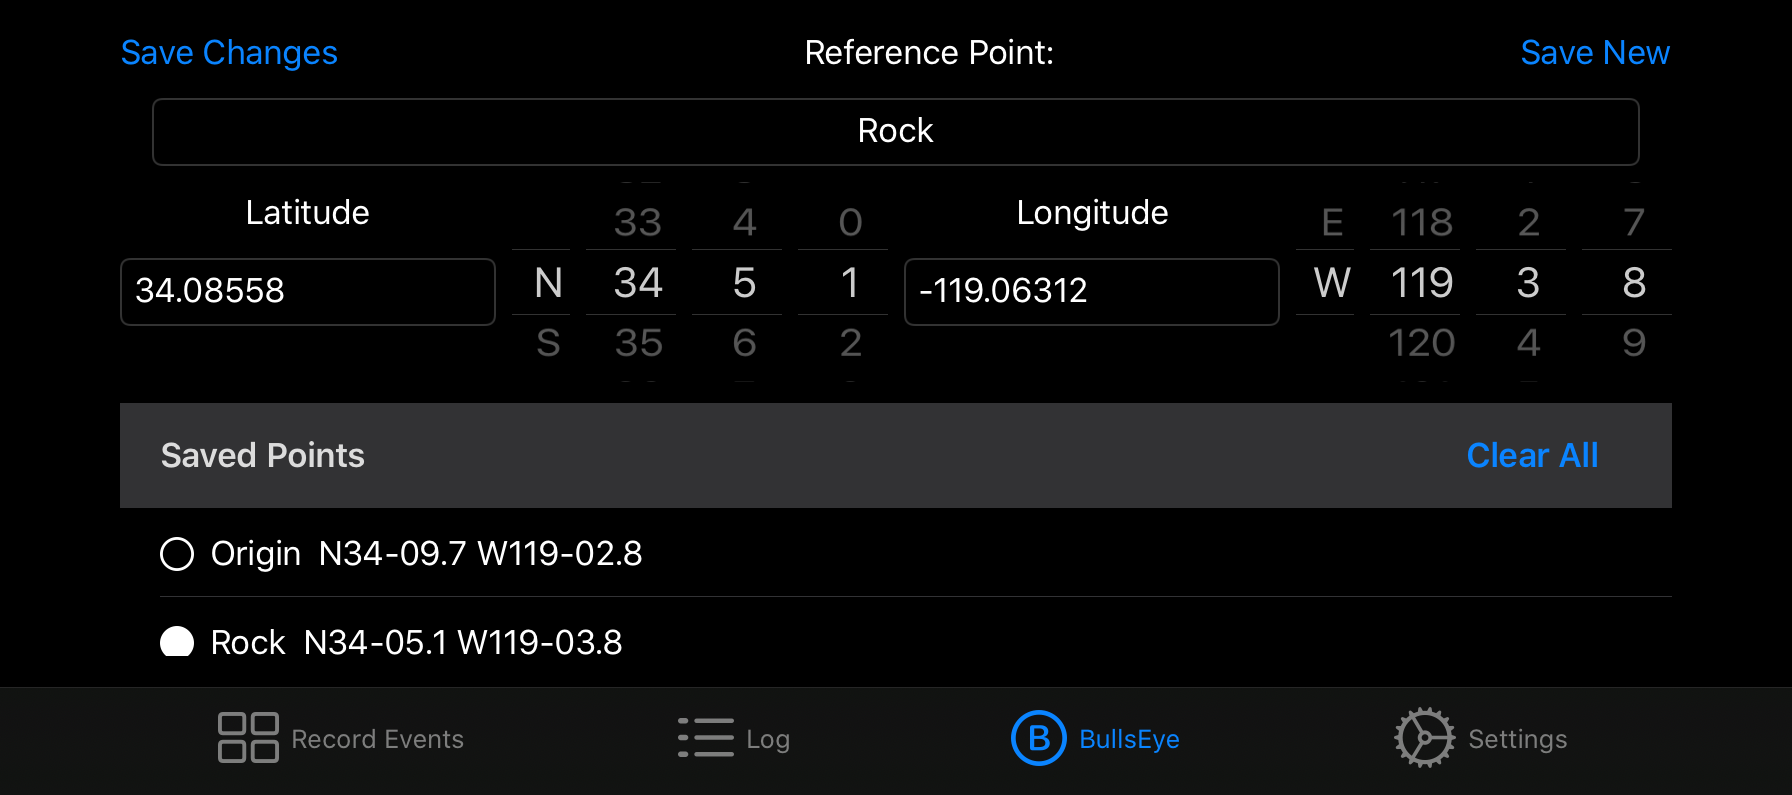 Save Changes Reference Point: Save New
Rock
Latitude 33 4 0 Longitude E 118 2 7
34.08558 N 34 5 1 -119.06312 W 119 3 8
S 35 6 2 120 4 9
Saved Points Clear All
Origin N34-09.7 W119-02.8
Rock N34-05.1 W119-03.8
Record Events Log B BullsEye Settings